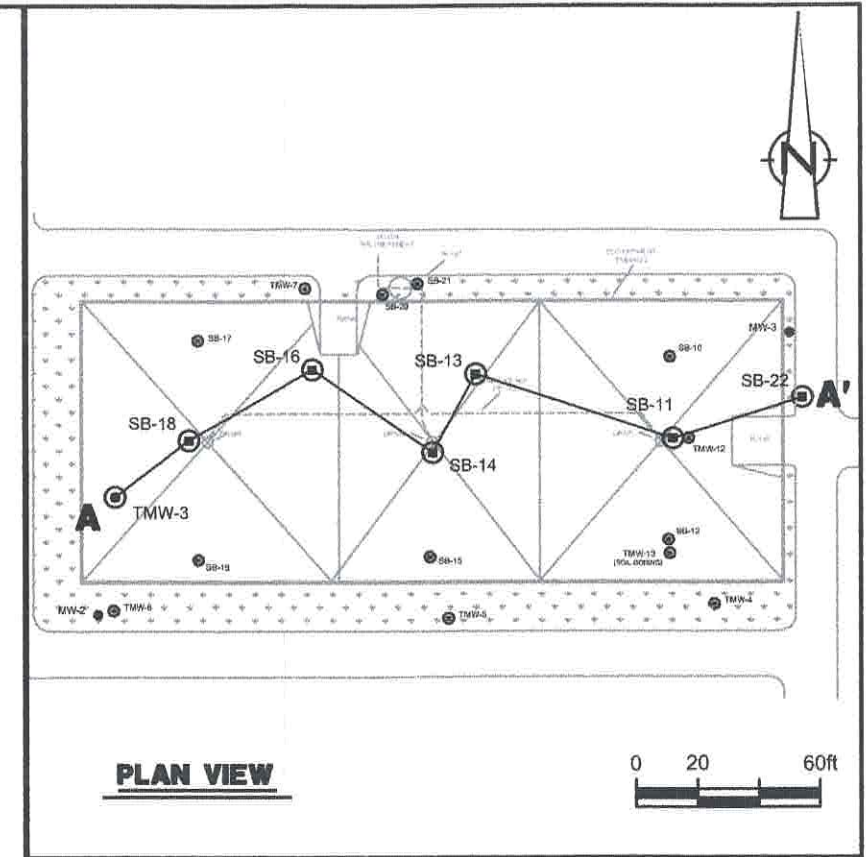 N
TMW-7
SB-21
SB-20
SB-17
MW-3
SB-16
SB-13
SB-10
SB-22
A'
SB-18
SB-11
TMW-12
SB-14
A
TMW-3
SB-12
TMW-13
(SOIL BORING)
SB-19
SB-15
MW-2
TMW-6
TMW-5
TMW-4
PLAN VIEW
0 20 60ft